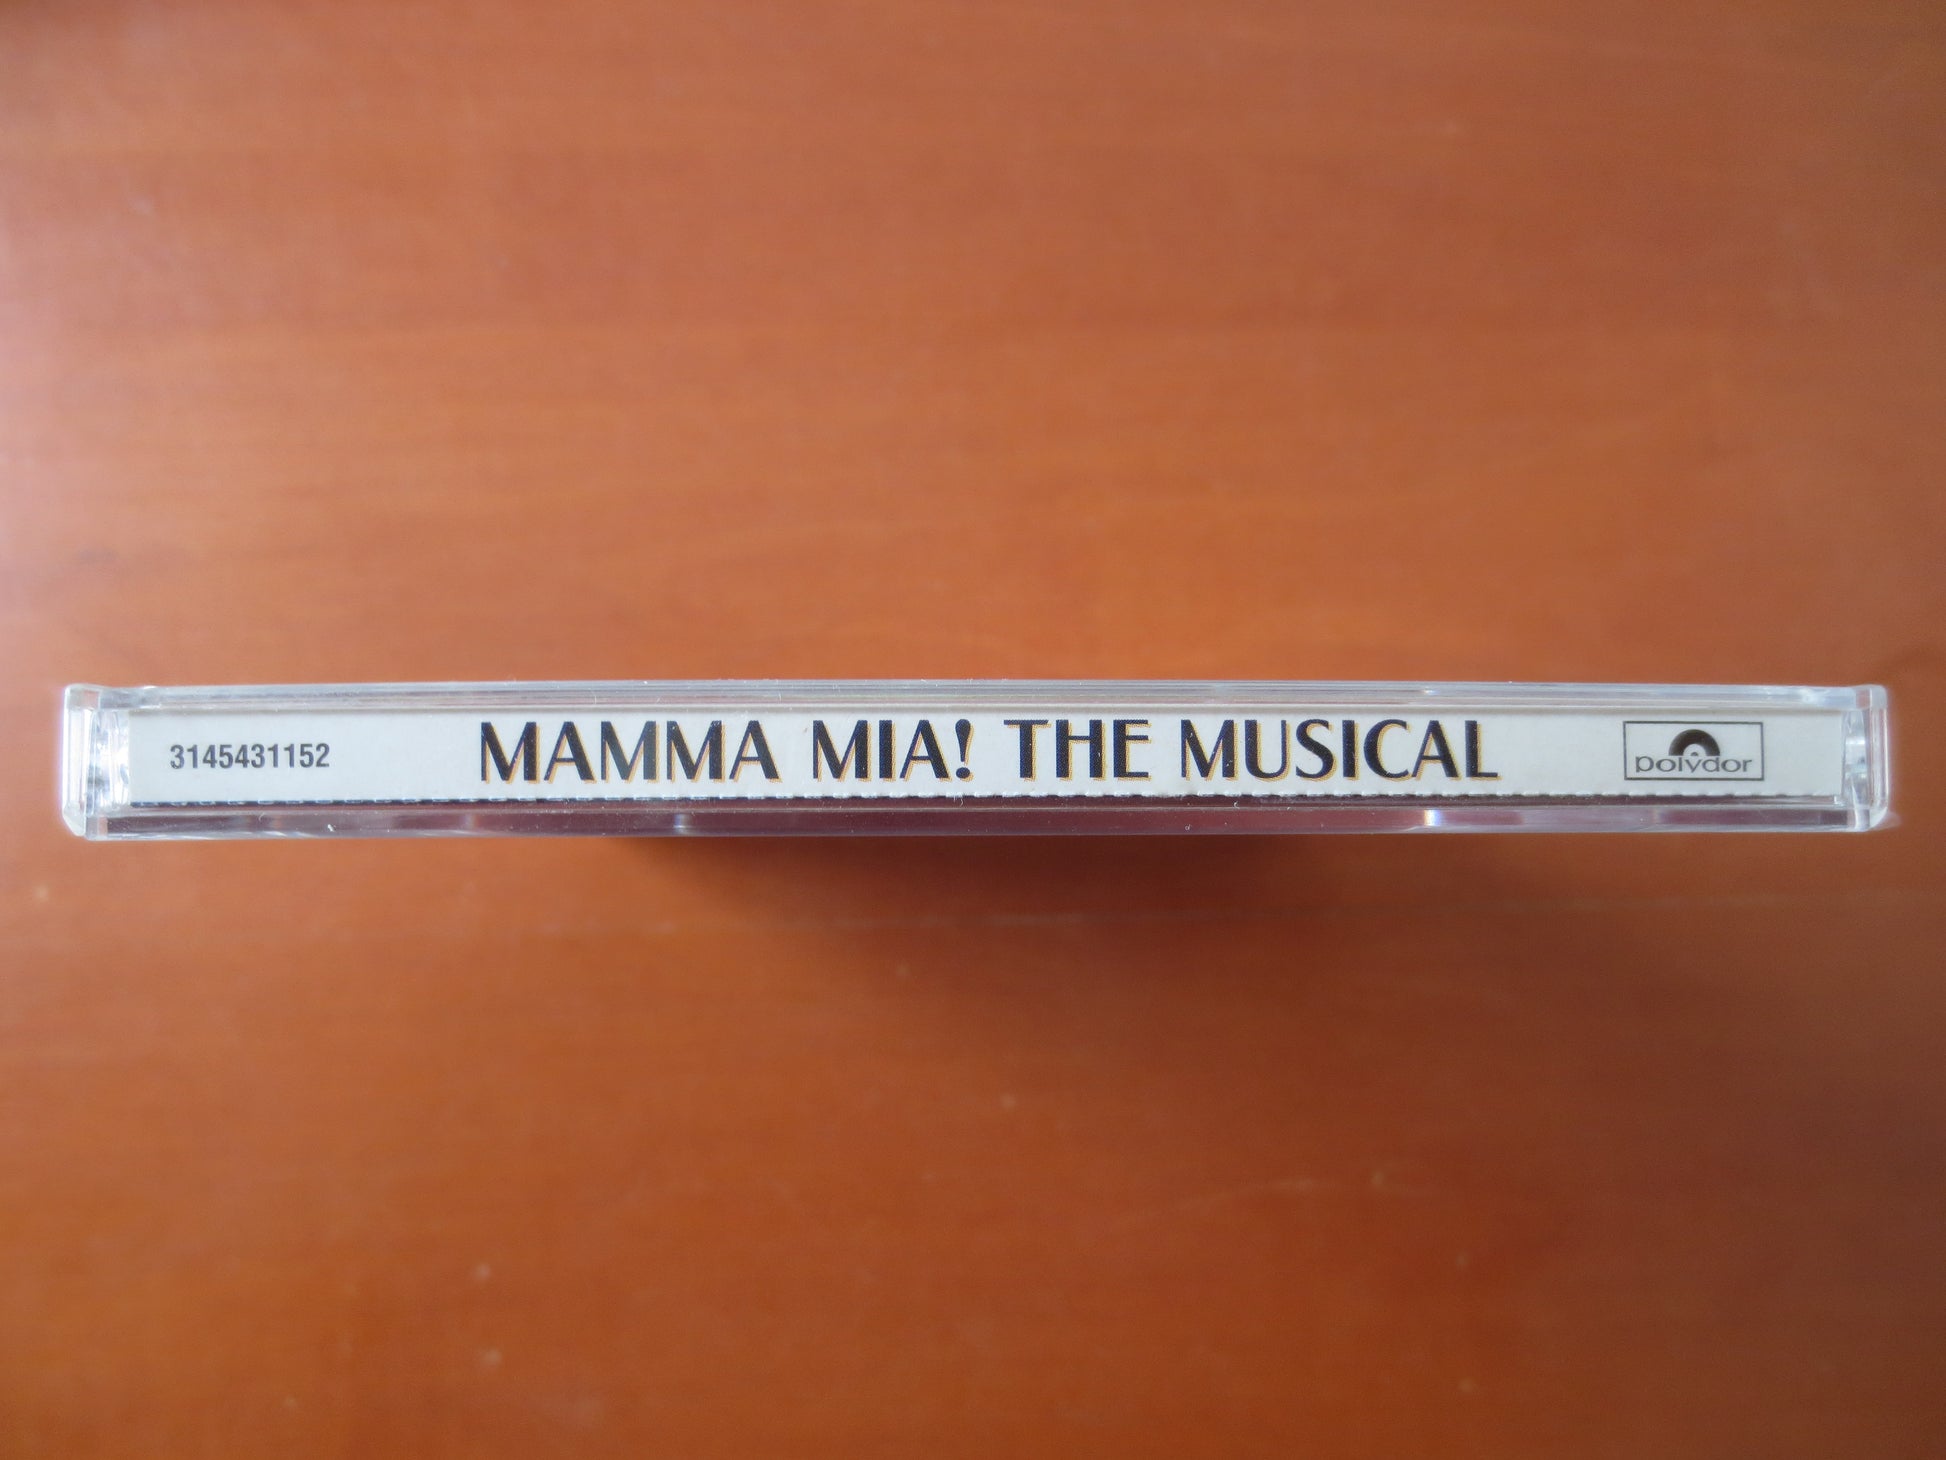 3145431152 MAMMA MIA! THE MUSICAL polydor